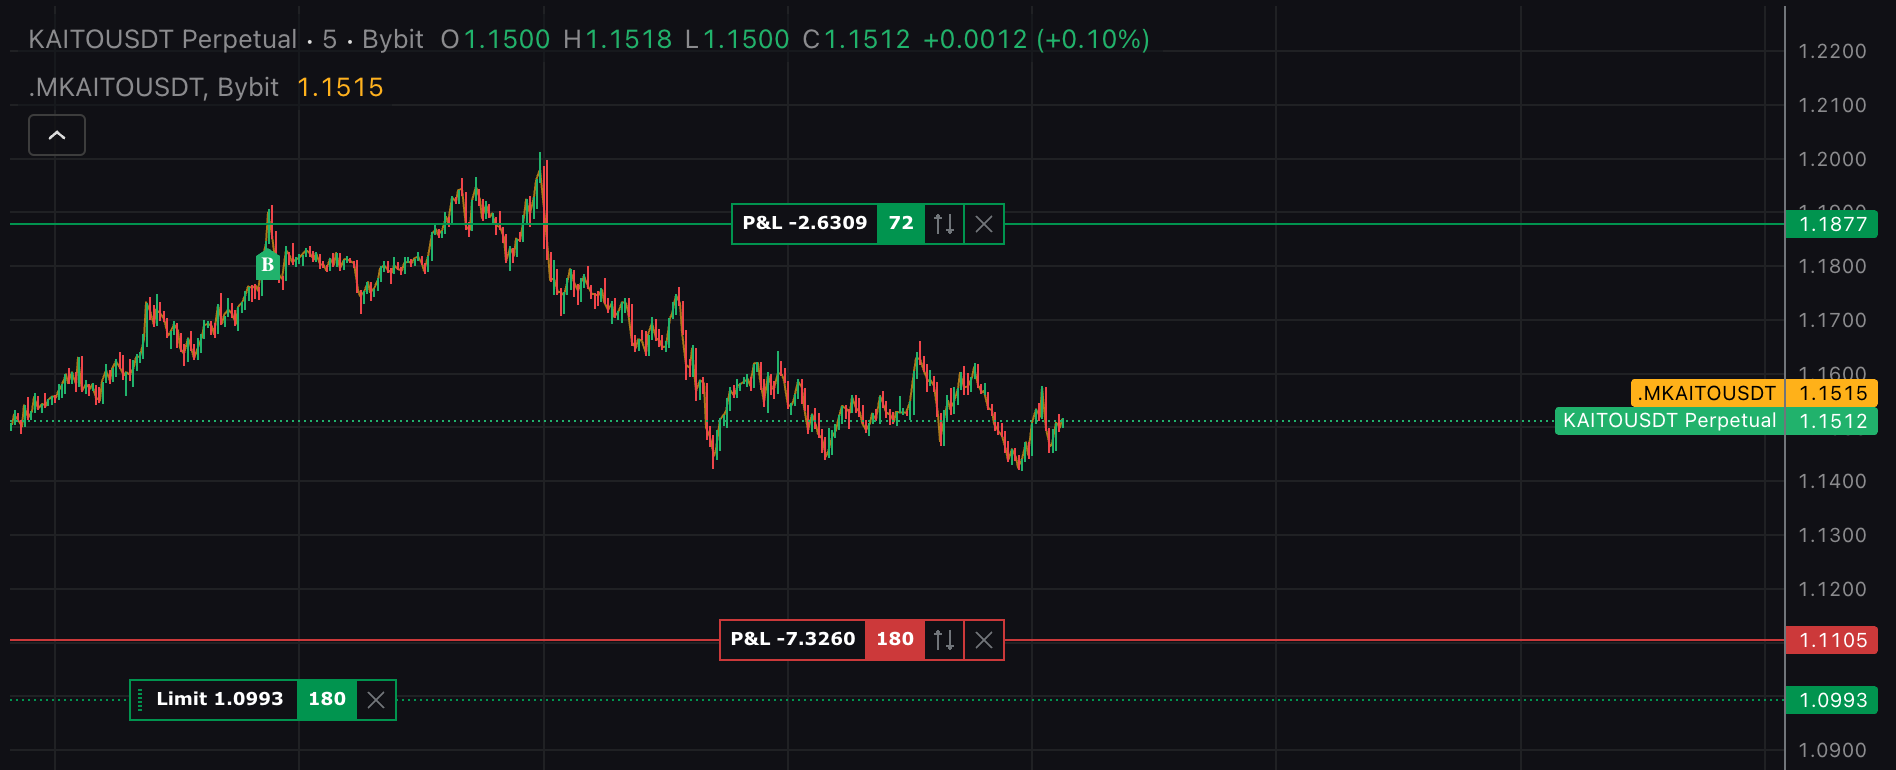 KAITOUSDT Perpetual · 5 · Bybit O1.1500 H1.1518 L1.1500 C1.1512 +0.0012 (+0.10%)
.MKAITOUSDT, Bybit 1.1515
1.2200
1.2100
1.2000
P&L -2.6309 72
1.1877
B
1.1800
1.1700
1.1600
.MKAITOUSDT 1.1515
KAITOUSDT Perpetual 1.1512
1.1400
1.1300
1.1200
P&L -7.3260 180
1.1105
Limit 1.0993 180
1.0993
1.0900